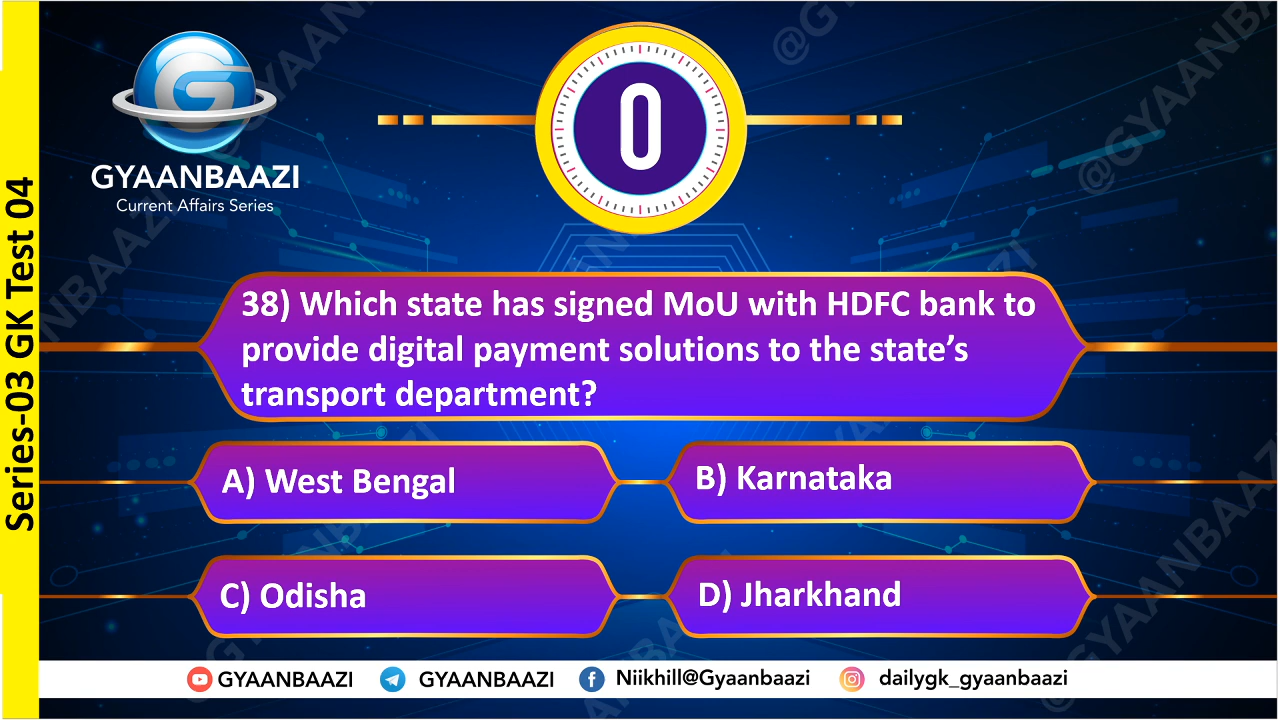 Series-03 GK Test 04
G
GYAANBAAZI
Current Affairs Series
0
38) Which state has signed MoU with HDFC bank to
provide digital payment solutions to the state’s
transport department?
A) West Bengal
B) Karnataka
C) Odisha
D) Jharkhand
GYAANBAAZI GYAANBAAZI Niikhill@Gyaanbaazi dailygk_gyaanbaazi
@GYAANBAAZI